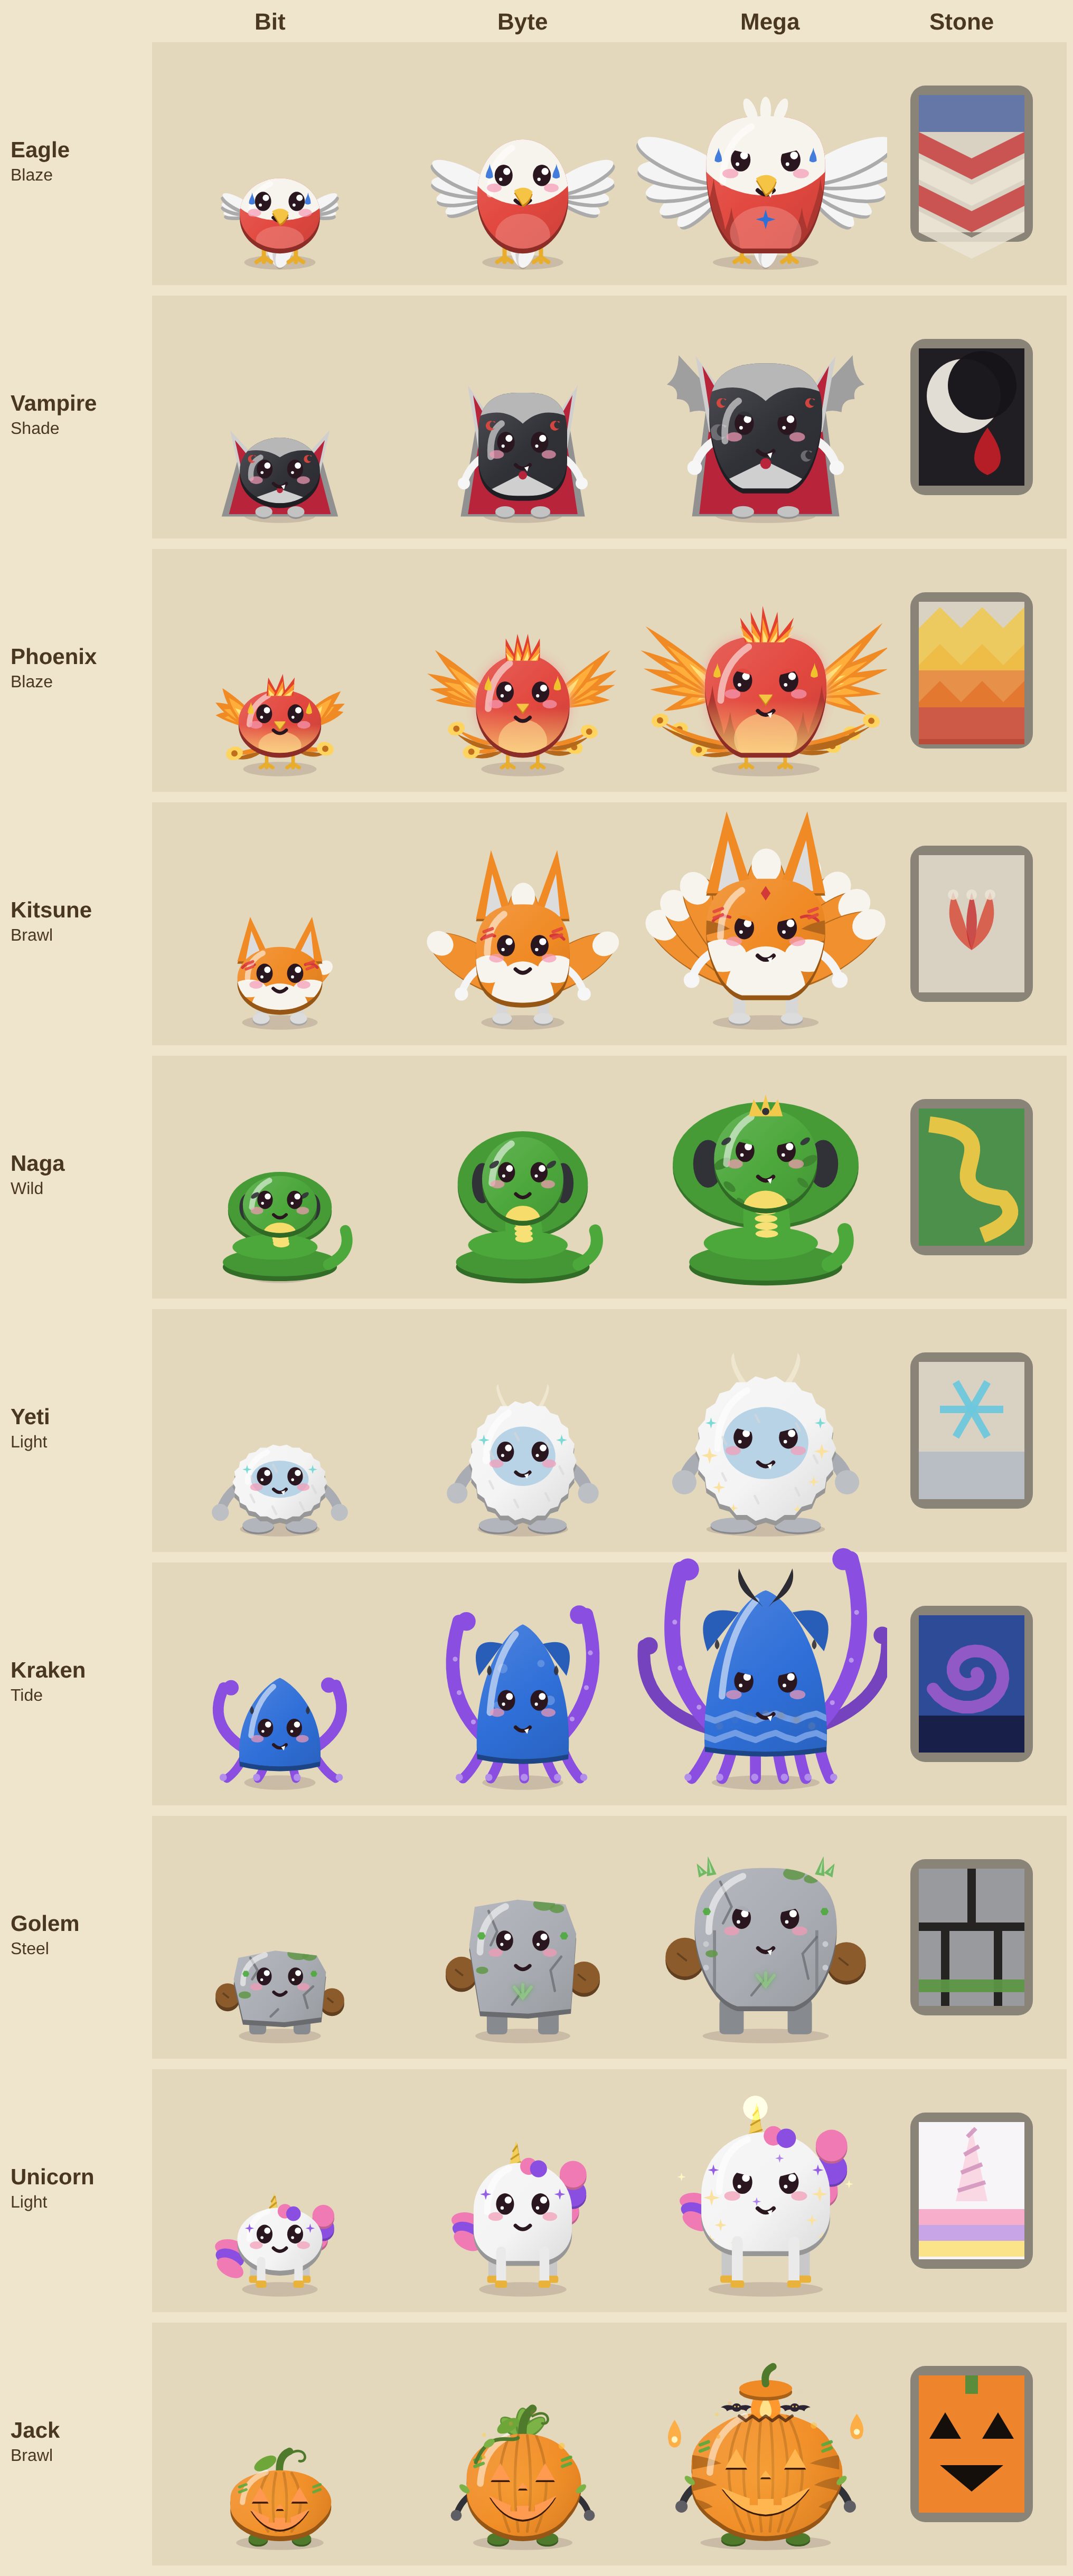 Bit Byte Mega Stone
Eagle
Blaze
Vampire
Shade
Phoenix
Blaze
Kitsune
Brawl
Naga
Wild
Yeti
Light
Kraken
Tide
Golem
Steel
Unicorn
Light
Jack
Brawl